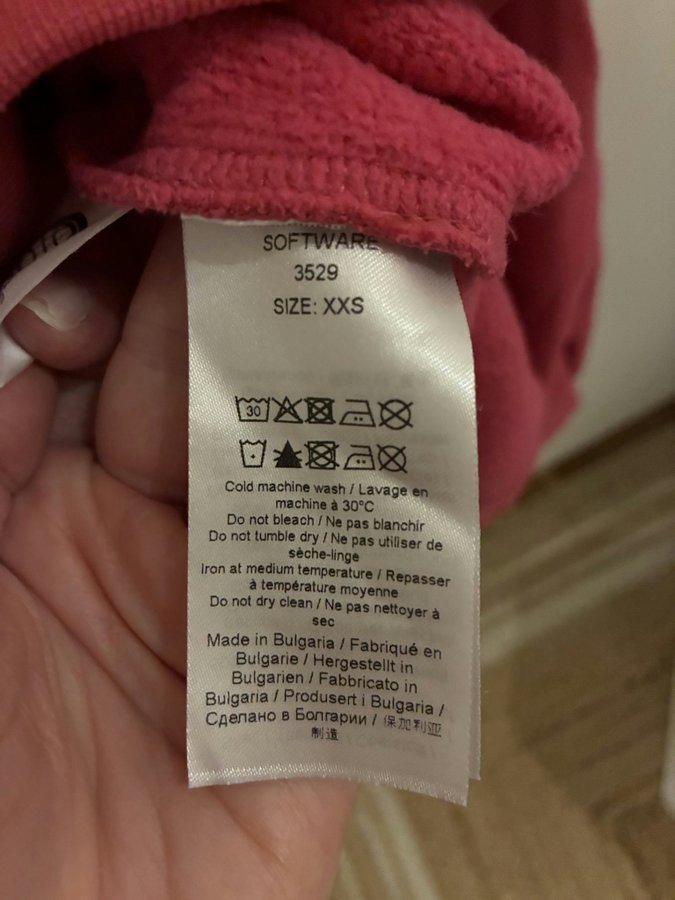 SOFTWARE
3529
SIZE: XXS
30
Cold machine wash / Lavage en
machine à 30°C
Do not bleach / Ne pas blanchir
Do not tumble dry / Ne pas utiliser de
sèche-linge
Iron at medium temperature / Repasser
à température moyenne
Do not dry clean / Ne pas nettoyer à
sec
Made in Bulgaria / Fabriqué en
Bulgarie / Hergestellt in
Bulgarien / Fabbricato in
Bulgaria / Produsert i Bulgaria /
Сделано в Болгарии / 保加利亚
制造